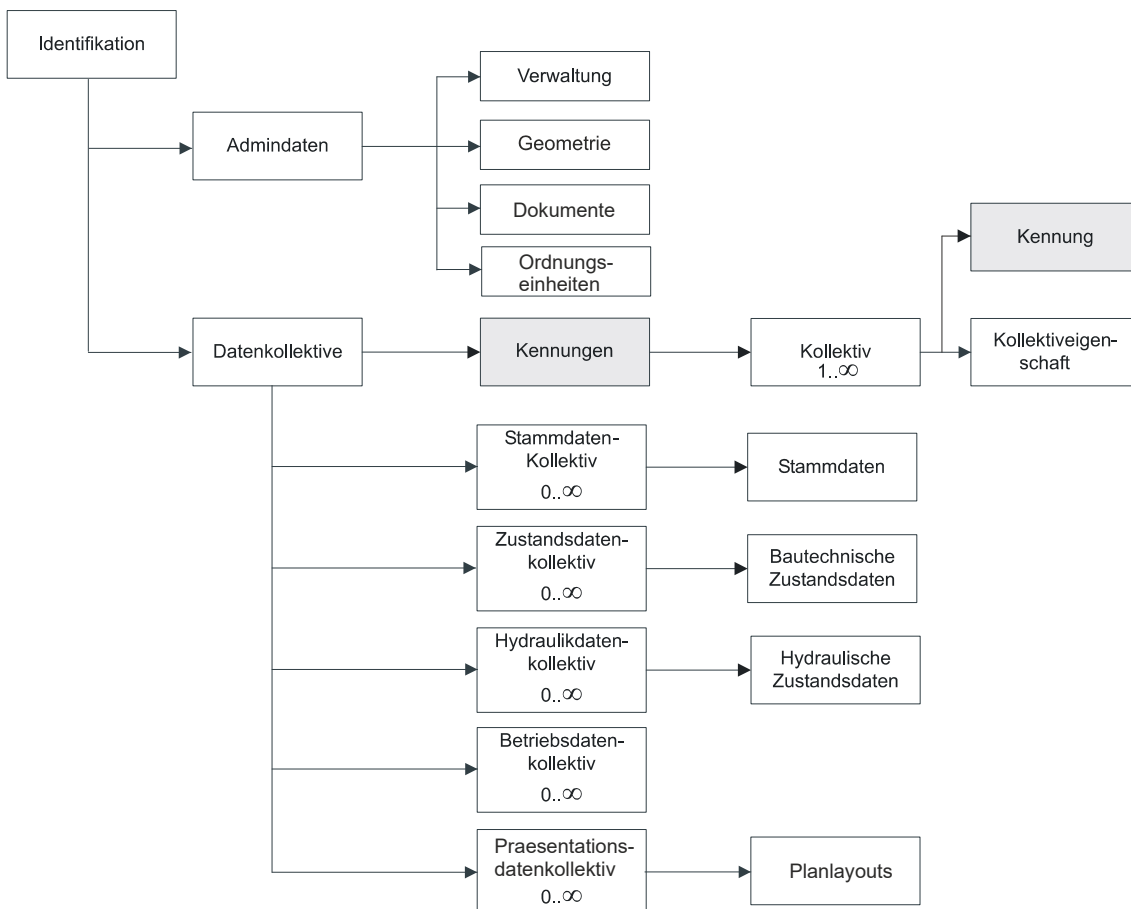 Identifikation
Verwaltung
Admindaten
Geometrie
Dokumente
Ordnungs-
einheiten
Kennung
Datenkollektive
Kennungen
Kollektiv
1..∞
Kollektiveigen-
schaft
Stammdaten-
Kollektiv
0..∞
Stammdaten
Zustandsdaten-
kollektiv
0..∞
Bautechnische
Zustandsdaten
Hydraulikdaten-
kollektiv
0..∞
Hydraulische
Zustandsdaten
Betriebsdaten-
kollektiv
0..∞
Praesentations-
datenkollektiv
0..∞
Planlayouts